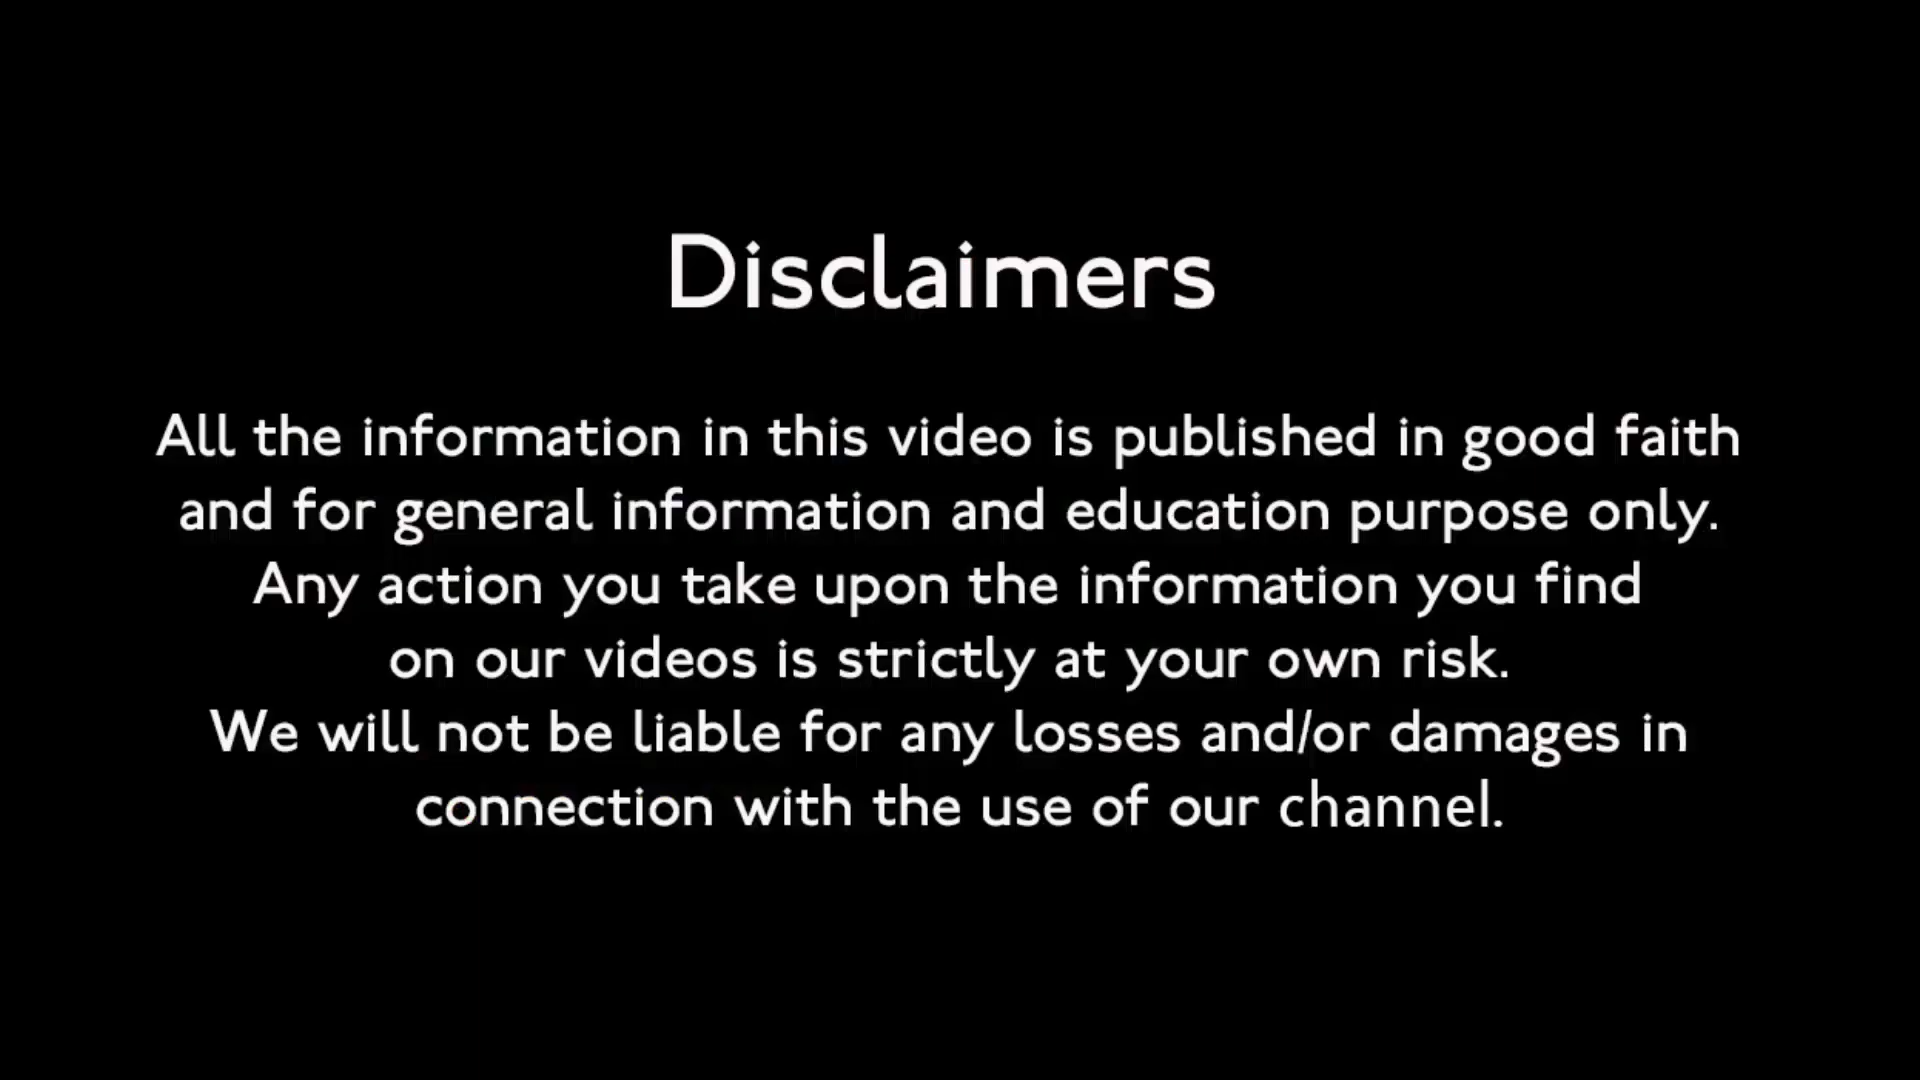 Disclaimers
All the information in this video is published in good faith
and for general information and education purpose only.
Any action you take upon the information you find
on our videos is strictly at your own risk.
We will not be liable for any losses and/or damages in
connection with the use of our channel.